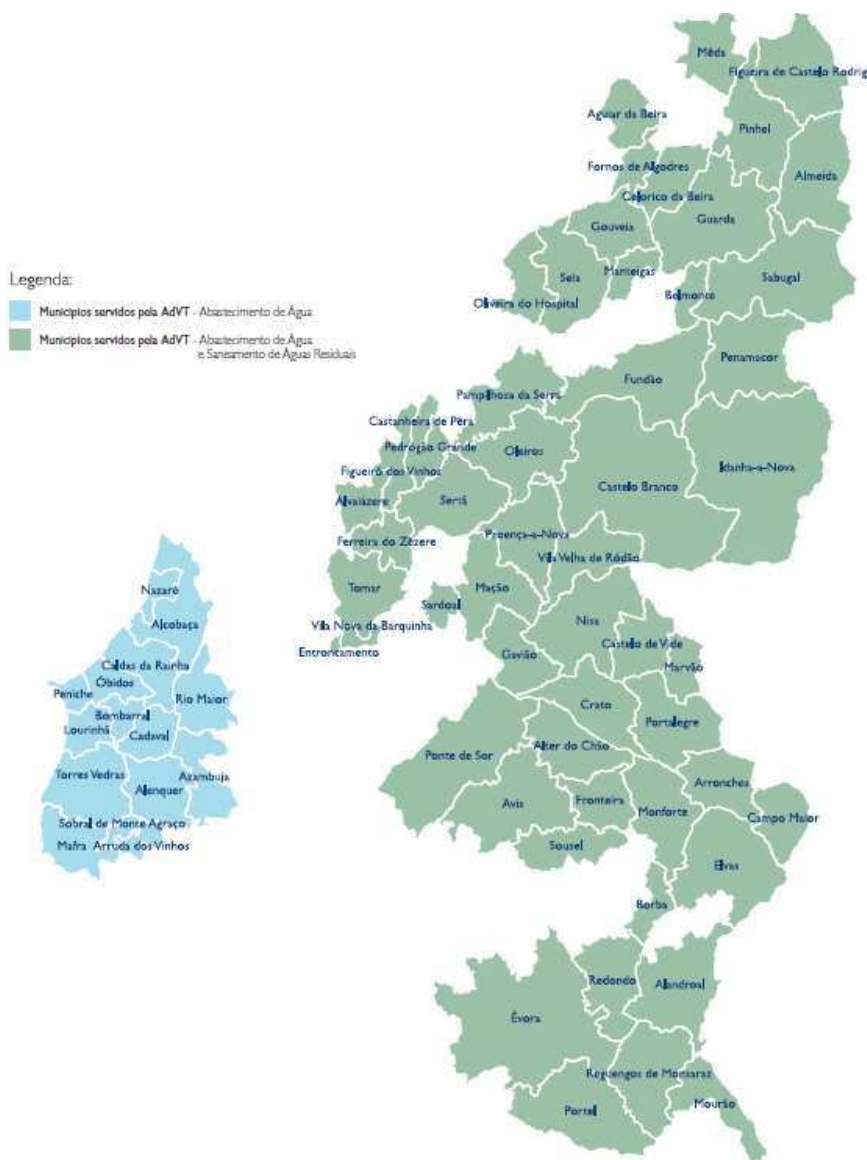 Mêda
Figueira de Castelo Rodrig
Aguiar da Beira
Pinhel
Fornos de Algodres
Almeida
Celorico da Beira
Gouveia
Guarda
Legenda:
Seia
Manteigas
Sabugal
Oliveira do Hospital
Belmonte
Municípios servidos pela AdVT - Abastecimento de Água
Municípios servidos pela AdVT - Abastecimento de Água
e Saneamento de Águas Residuais
Penamacor
Fundão
Pampilhosa da Serra
Castanheira de Pêra
Pedrógão Grande
Oleiros
Figueiró dos Vinhos
Idanha-a-Nova
Castelo Branco
Alvaiázere
Sertã
Proença-a-Nova
Ferreira do Zêzere
Vila Velha de Ródão
Tomar
Mação
Nazaré
Sardoal
Nisa
Alcobaça
Vila Nova da Barquinha
Castelo de Vide
Entroncamento
Gavião
Marvão
Caldas da Rainha
Óbidos
Peniche
Rio Maior
Crato
Bombarral
Portalegre
Lourinhã
Cadaval
Alter do Chão
Ponte de Sor
Torres Vedras
Azambuja
Arronches
Alenquer
Fronteira
Avis
Monforte
Campo Maior
Sobral de Monte Agraço
Mafra
Arruda dos Vinhos
Sousel
Elvas
Borba
Redondo
Alandroal
Évora
Reguengos de Monsaraz
Mourão
Portel